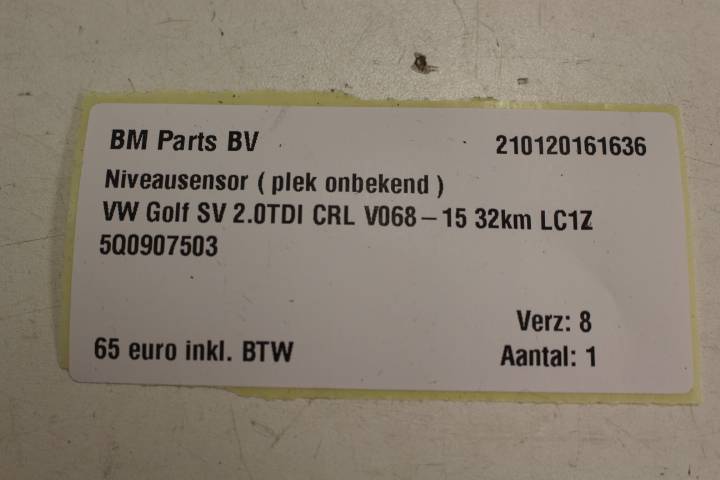 BM Parts BV 210120161636
Niveausensor ( plek onbekend )
VW Golf SV 2.0TDI CRL V068-15 32km LC1Z
5Q0907503
Verz: 8
65 euro inkl. BTW Aantal: 1